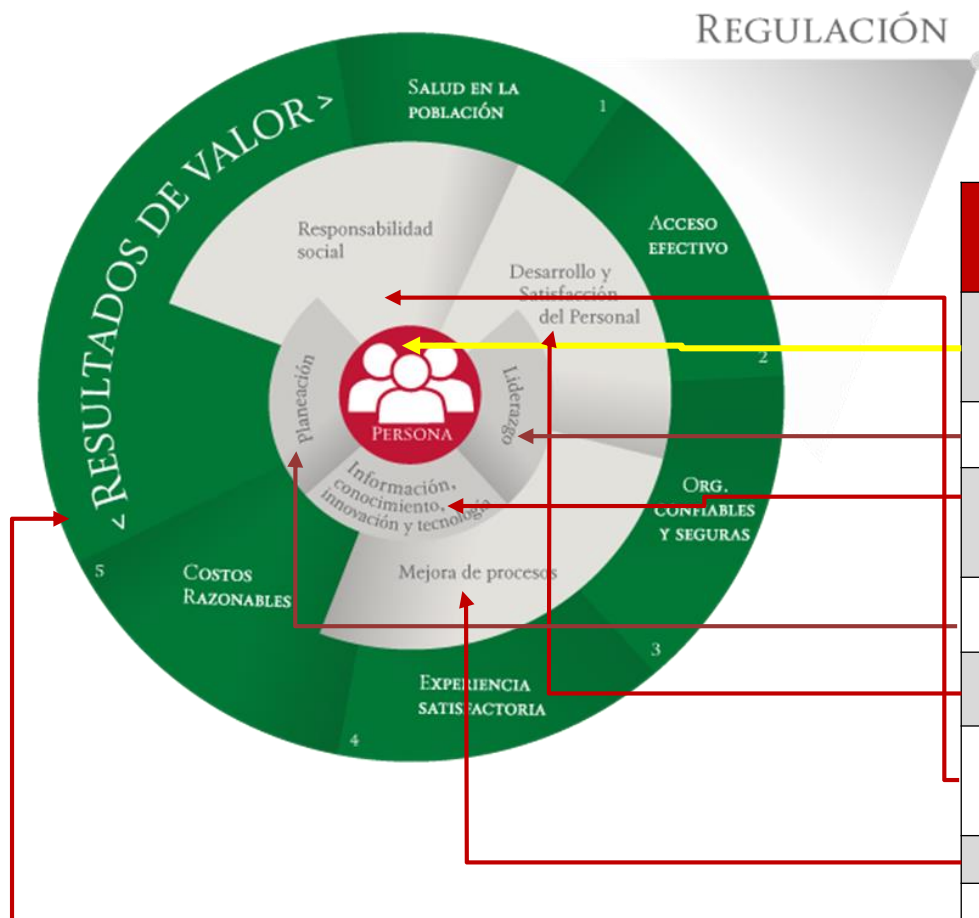 REGULACIÓN
SALUD EN LA
POBLACIÓN
1
< RESULTADOS DE VALOR >
ACCESO
EFECTIVO
Responsabilidad
social
Desarrollo y
Satisfacción
del Personal
2
Planeación
Liderazgo
PERSONA
Información,
conocimiento,
innovación y tecnología
ORG.
CONFIABLES
Y SEGURAS
5
COSTOS
RAZONABLES
Mejora de procesos
3
EXPERIENCIA
SATISFACTORIA
4